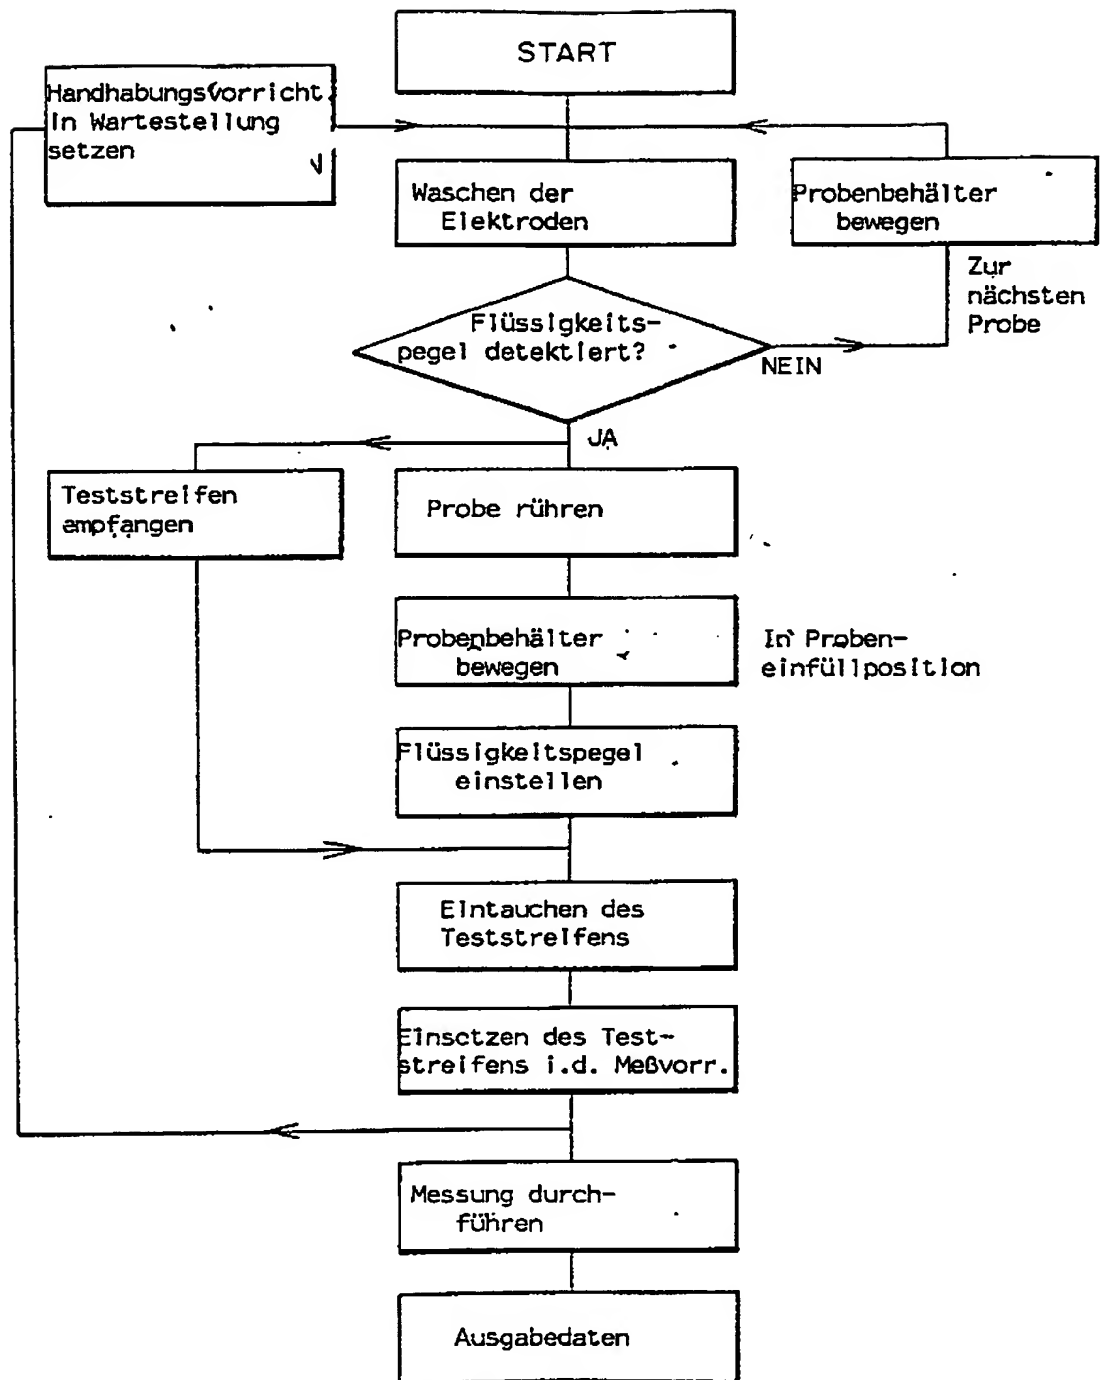 START
Handhabungsvorricht.
in Wartestellung
setzen
Waschen der
Elektroden
Probenbehälter
bewegen
Zur
nächsten
Probe
Flüssigkeits-
pegel detektiert?
NEIN
JA
Teststreifen
empfangen
Probe rühren
Probenbehälter
bewegen
In Proben-
einfüllposition
Flüssigkeitspegel
einstellen
Eintauchen des
Teststreifens
Einsetzen des Test-
streifens i.d. Meßvorr.
Messung durch-
führen
Ausgabedaten